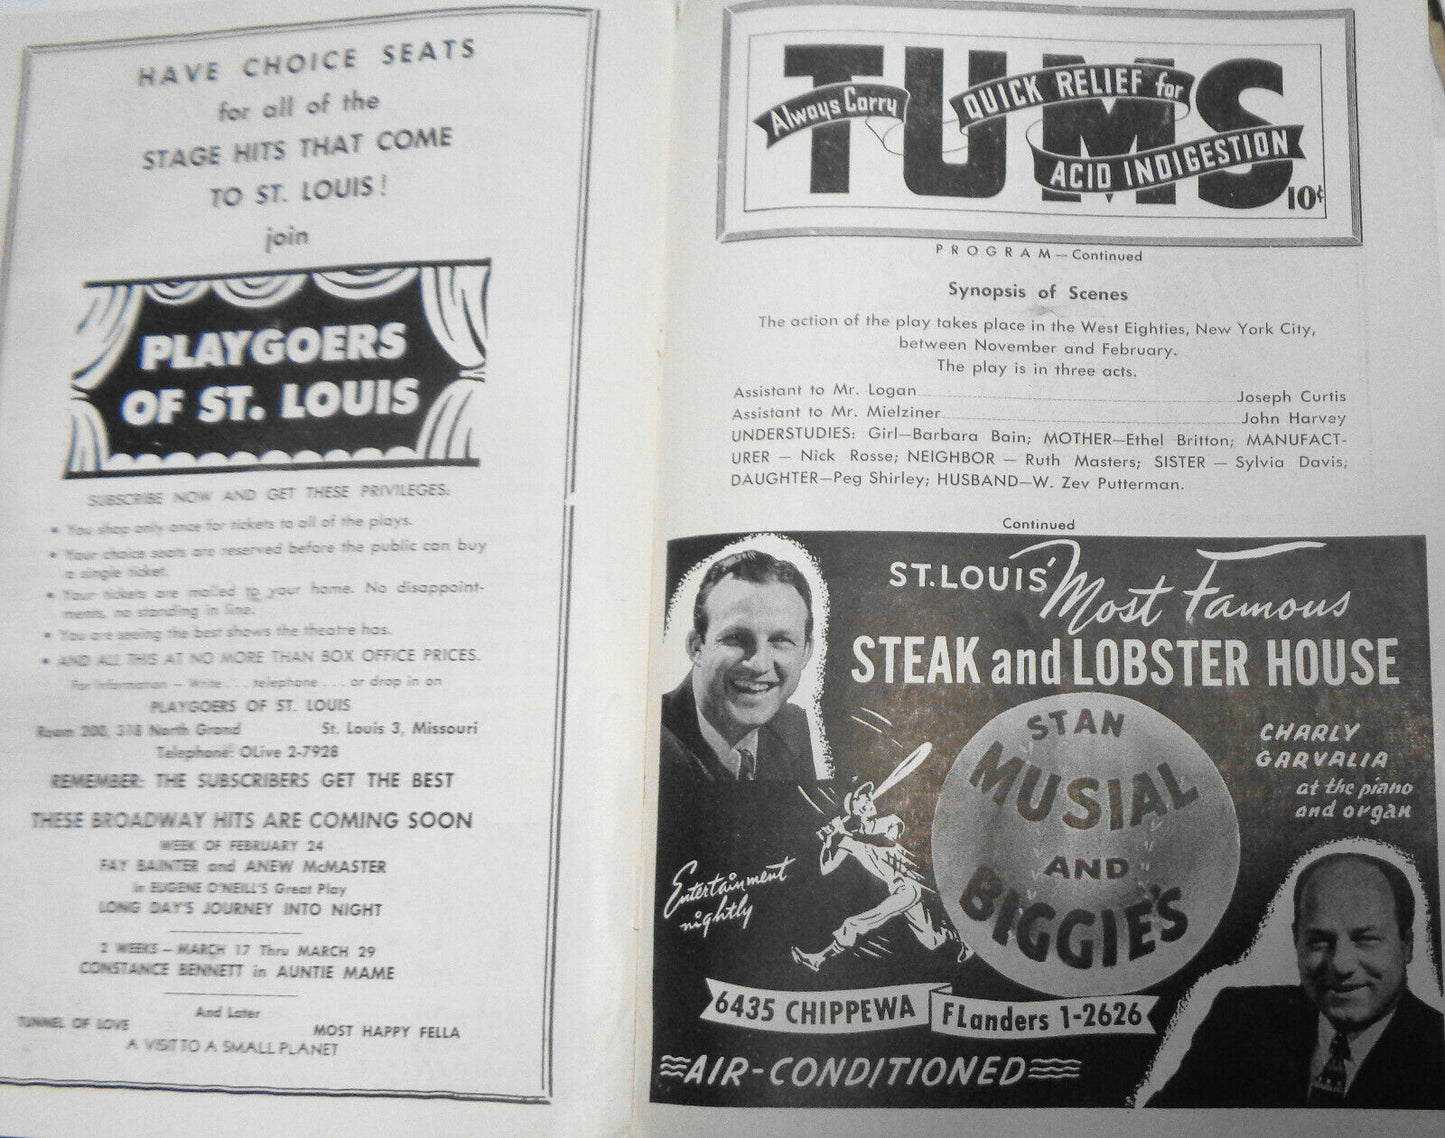 HAVE CHOICE SEATS
for all of the
STAGE HITS THAT COME
TO ST. LOUIS!
join
PLAYGOERS
OF ST. LOUIS
SUBSCRIBE NOW AND GET THESE PRIVILEGES:
• You shop only once for tickets to all of the plays.
• Your choice seats are reserved before the public can buy
a single ticket.
• Your tickets are mailed to your home. No disappoint-
ments, no standing in line.
• You are seeing the best shows the theatre has.
• AND ALL THIS AT NO MORE THAN BOX OFFICE PRICES.
For Information — Write . . . telephone . . . or drop in on
PLAYGOERS OF ST. LOUIS
Room 200, 318 North Grand St. Louis 3, Missouri
Telephone: OLive 2-7928
REMEMBER: THE SUBSCRIBERS GET THE BEST
THESE BROADWAY HITS ARE COMING SOON
WEEK OF FEBRUARY 24
FAY BAINTER and ANEW McMASTER
in EUGENE O'NEILL'S Great Play
LONG DAY'S JOURNEY INTO NIGHT
2 WEEKS — MARCH 17 Thru MARCH 29
CONSTANCE BENNETT in AUNTIE MAME
And Later
TUNNEL OF LOVE MOST HAPPY FELLA
A VISIT TO A SMALL PLANET
TUMS
Always Carry
QUICK RELIEF for
ACID INDIGESTION
10¢
PROGRAM—Continued
Synopsis of Scenes
The action of the play takes place in the West Eighties, New York City,
between November and February.
The play is in three acts.
Assistant to Mr. Logan Joseph Curtis
Assistant to Mr. Mielziner John Harvey
UNDERSTUDIES: Girl—Barbara Bain; MOTHER—Ethel Britton; MANUFACT-
URER — Nick Rosse; NEIGHBOR — Ruth Masters; SISTER — Sylvia Davis;
DAUGHTER—Peg Shirley; HUSBAND—W. Zev Putterman.
Continued
ST. LOUIS' Most Famous
STEAK and LOBSTER HOUSE
STAN
MUSIAL
AND
BIGGIE'S
CHARLY
GARVALIA
at the piano
and organ
Entertainment
nightly
6435 CHIPPEWA FLanders 1-2626
AIR-CONDITIONED